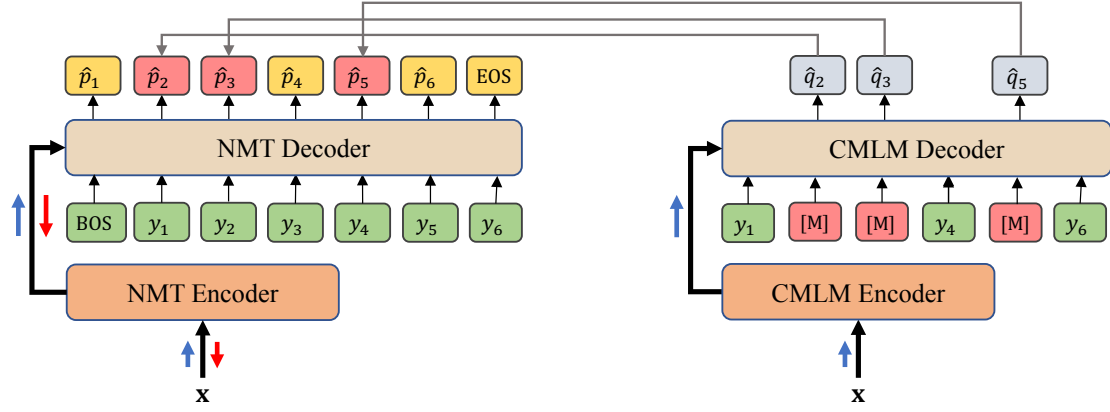 p̂₁ p̂₂ p̂₃ p̂₄ p̂₅ p̂₆ EOS
NMT Decoder
BOS y₁ y₂ y₃ y₄ y₅ y₆
NMT Encoder
x
q̂₂ q̂₃ q̂₅
CMLM Decoder
y₁ [M] [M] y₄ [M] y₆
CMLM Encoder
x